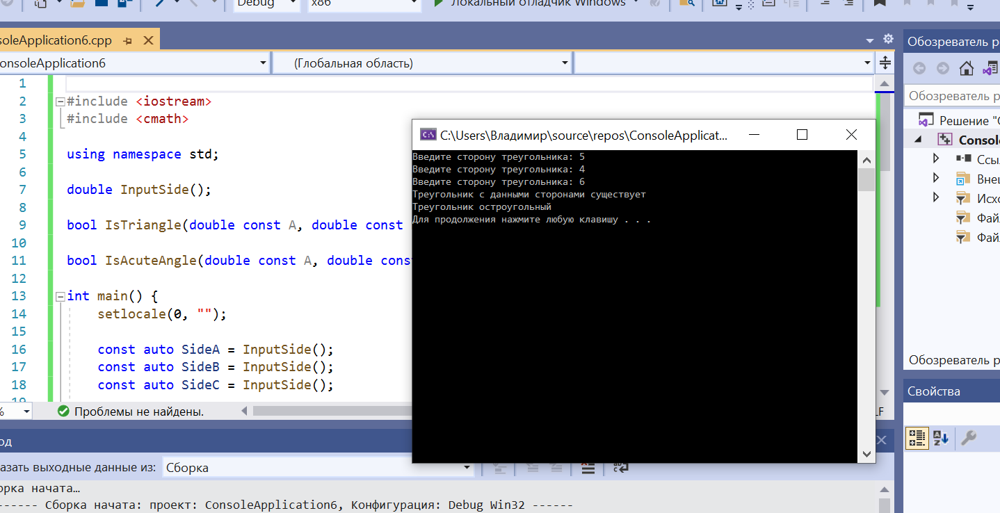 Debug x86 Локальный отладчик Windows
soleApplication6.cpp
onsoleApplication6 (Глобальная область)
1
2 #include <iostream>
3 #include <cmath>
4
5 using namespace std;
6
7 double InputSide();
8
9 bool IsTriangle(double const A, double const
10
11 bool IsAcuteAngle(double const A, double cons
12
13 int main() {
14 setlocale(0, "");
15
16 const auto SideA = InputSide();
17 const auto SideB = InputSide();
18 const auto SideC = InputSide();
19
% Проблемы не найдены.
LF
C:\Users\Владимир\source\repos\ConsoleApplicat...
Введите сторону треугольника: 5
Введите сторону треугольника: 4
Введите сторону треугольника: 6
Треугольник с данными сторонами существует
Треугольник остроугольный
Для продолжения нажмите любую клавишу . . .
од
азать выходные данные из: Сборка
орка начата…
------ Сборка начата: проект: ConsoleApplication6, Конфигурация: Debug Win32 ------
Обозреватель р
Обозреватель р
Решение "C
Consol
Ссы
Внеш
Исхо
Фай
Фай
Обозреватель р
Свойства